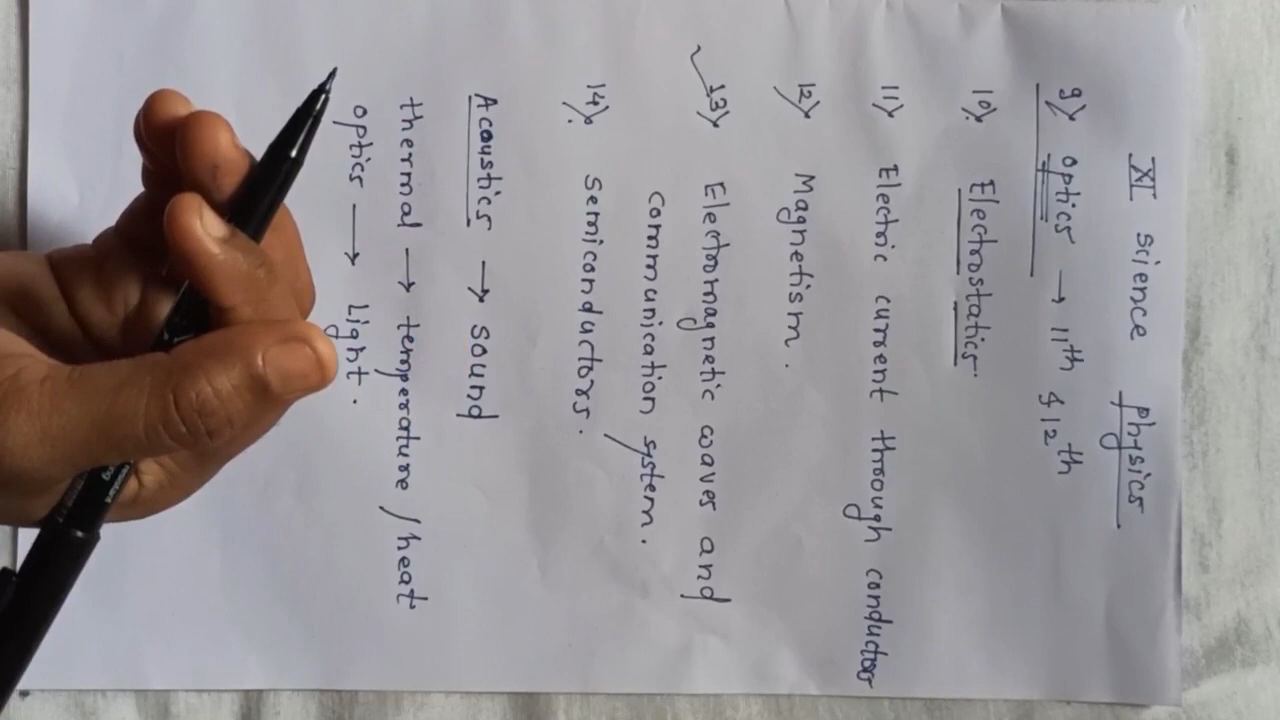 XI science physics
9) optics → 11th & 12th
10). Electrostatics.
11) Electric current through conductors
12) Magnetism.
13) Electromagnetic waves and
communication system.
14). semiconductors.
Acoustics → sound
thermal → temperature / heat
optics → Light.